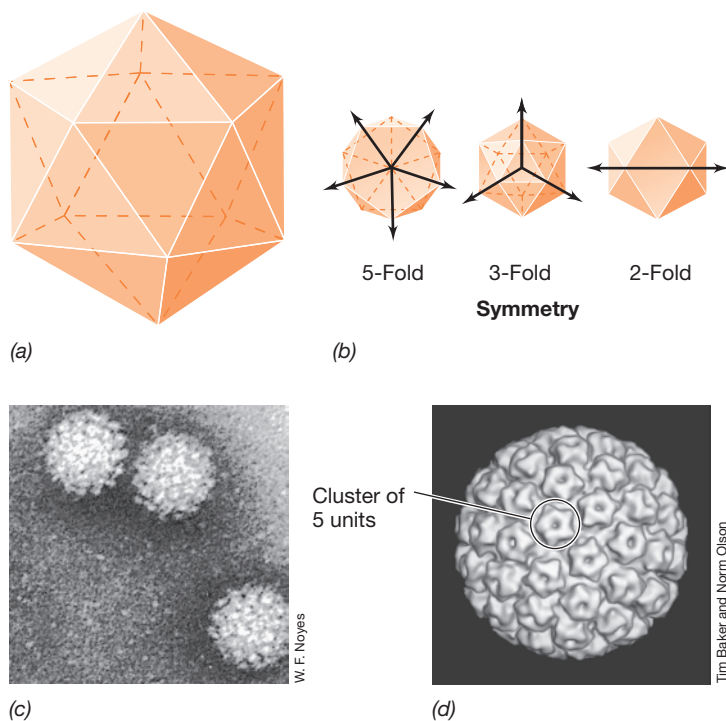 (a)
5-Fold
3-Fold
2-Fold
Symmetry
(b)
W. F. Noyes
(c)
Cluster of
5 units
Tim Baker and Norm Olson
(d)